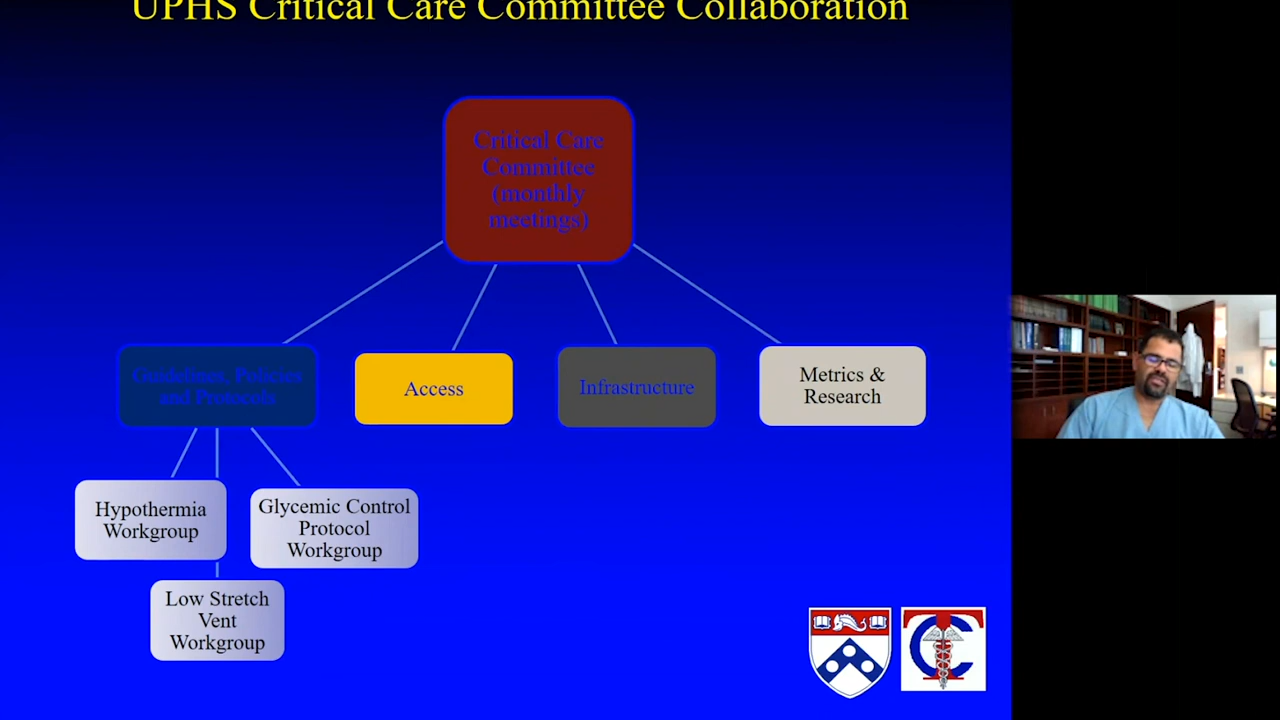 UPHS Critical Care Committee Collaboration
Critical Care
Committee
(monthly
meetings)
Guidelines, Policies
and Protocols
Access
Infrastructure
Metrics &
Research
Hypothermia
Workgroup
Glycemic Control
Protocol
Workgroup
Low Stretch
Vent
Workgroup